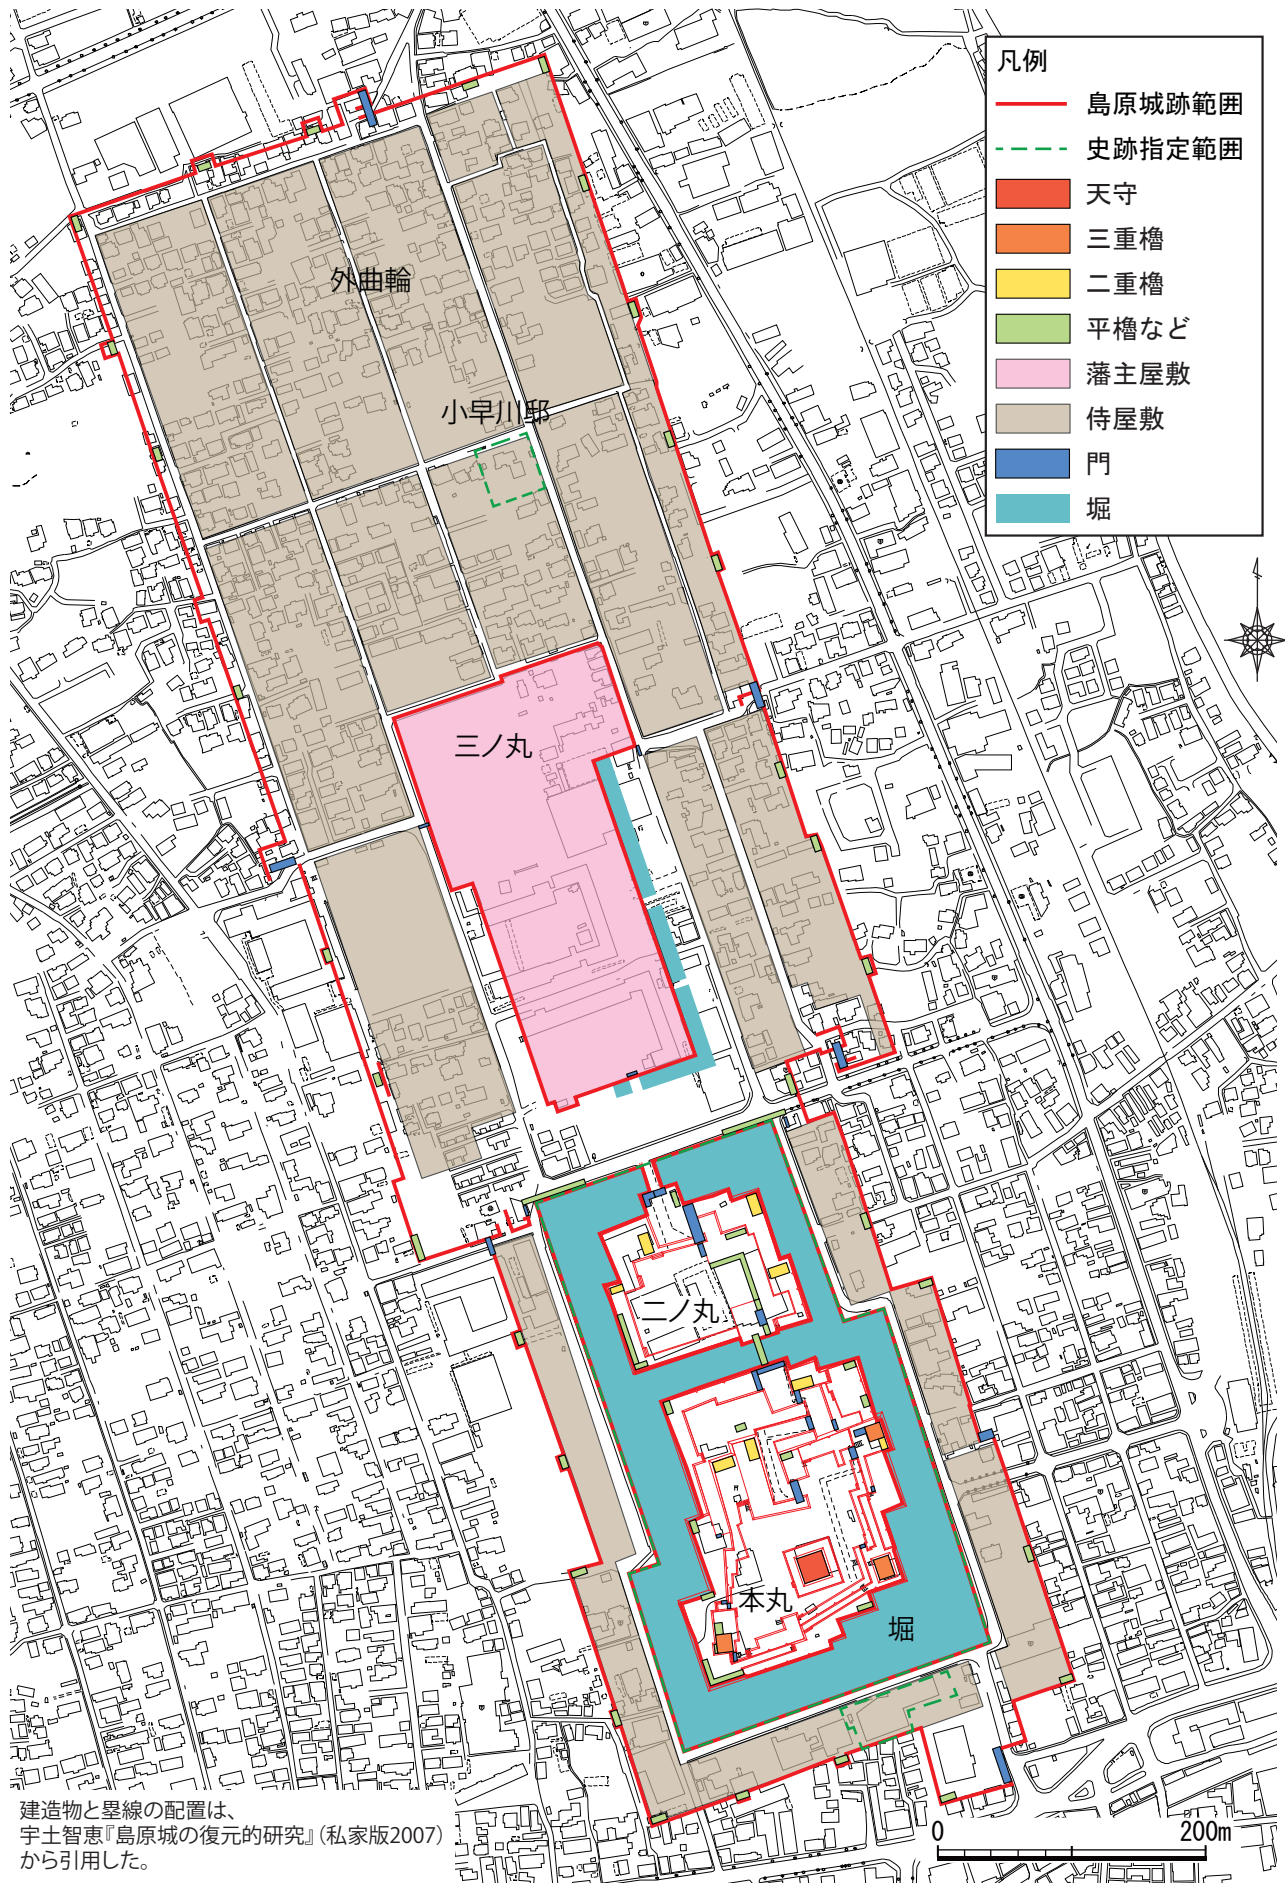 凡例
島原城跡範囲
史跡指定範囲
天守
三重櫓
二重櫓
平櫓など
藩主屋敷
侍屋敷
門
堀
外曲輪
小早川邸
三ノ丸
二ノ丸
本丸
堀
建造物と塁線の配置は、
宇土智恵『島原城の復元的研究』（私家版2007）
から引用した。
0 200m